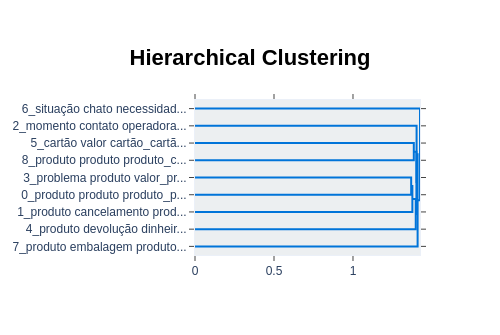 Hierarchical Clustering
6_situação chato necessidad...
2_momento contato operadora...
5_cartão valor cartão_cartã...
8_produto produto produto_c...
3_problema produto valor_pr...
0_produto produto produto_p...
1_produto cancelamento prod...
4_produto devolução dinheir...
7_produto embalagem produto...
0 0.5 1